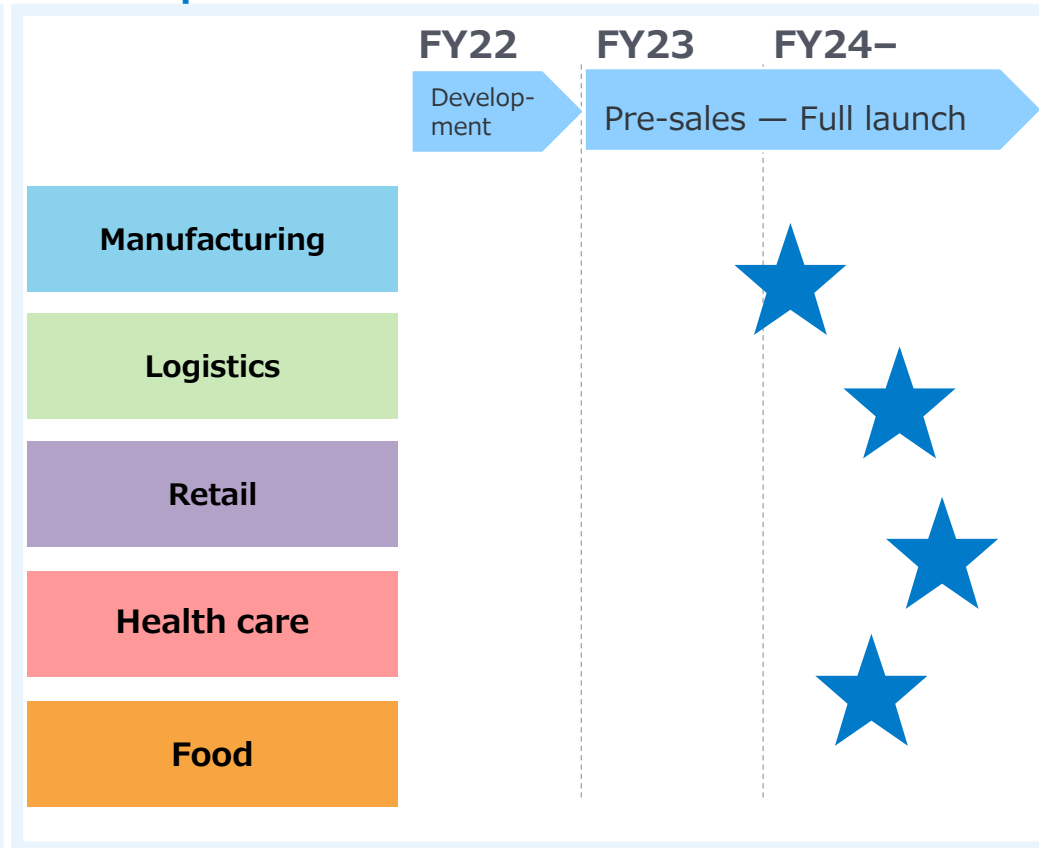 FY22 FY23 FY24–
Develop-
ment
Pre-sales — Full launch
Manufacturing
Logistics
Retail
Health care
Food